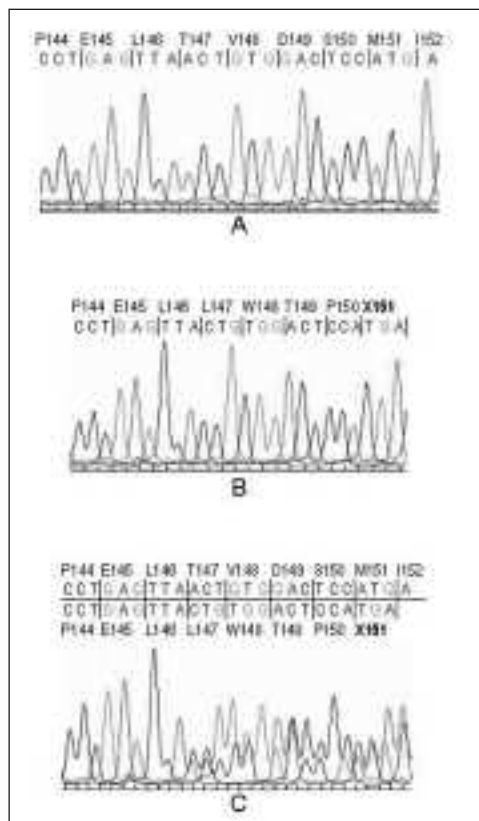 P144 E145 L146 T147 V148 D149 S150 M151 I152
C C T|G A G|T T A|A C T|G T G|G A C|T C C|A T G|A
A
P144 E145 L146 L147 W148 T149 P150 X151
C C T|G A G|T T A|C T G|T G G|A C T|C C A|T G A|
B
P144 E145 L146 T147 V148 D149 S150 M151 I152
C C T|G A G|T T A|A C T|G T G|G A C|T C C|A T G|A
C C T|G A G|T T A|C T G|T G G|A C T|C C A|T G A|
P144 E145 L146 L147 W148 T149 P150 X151
C